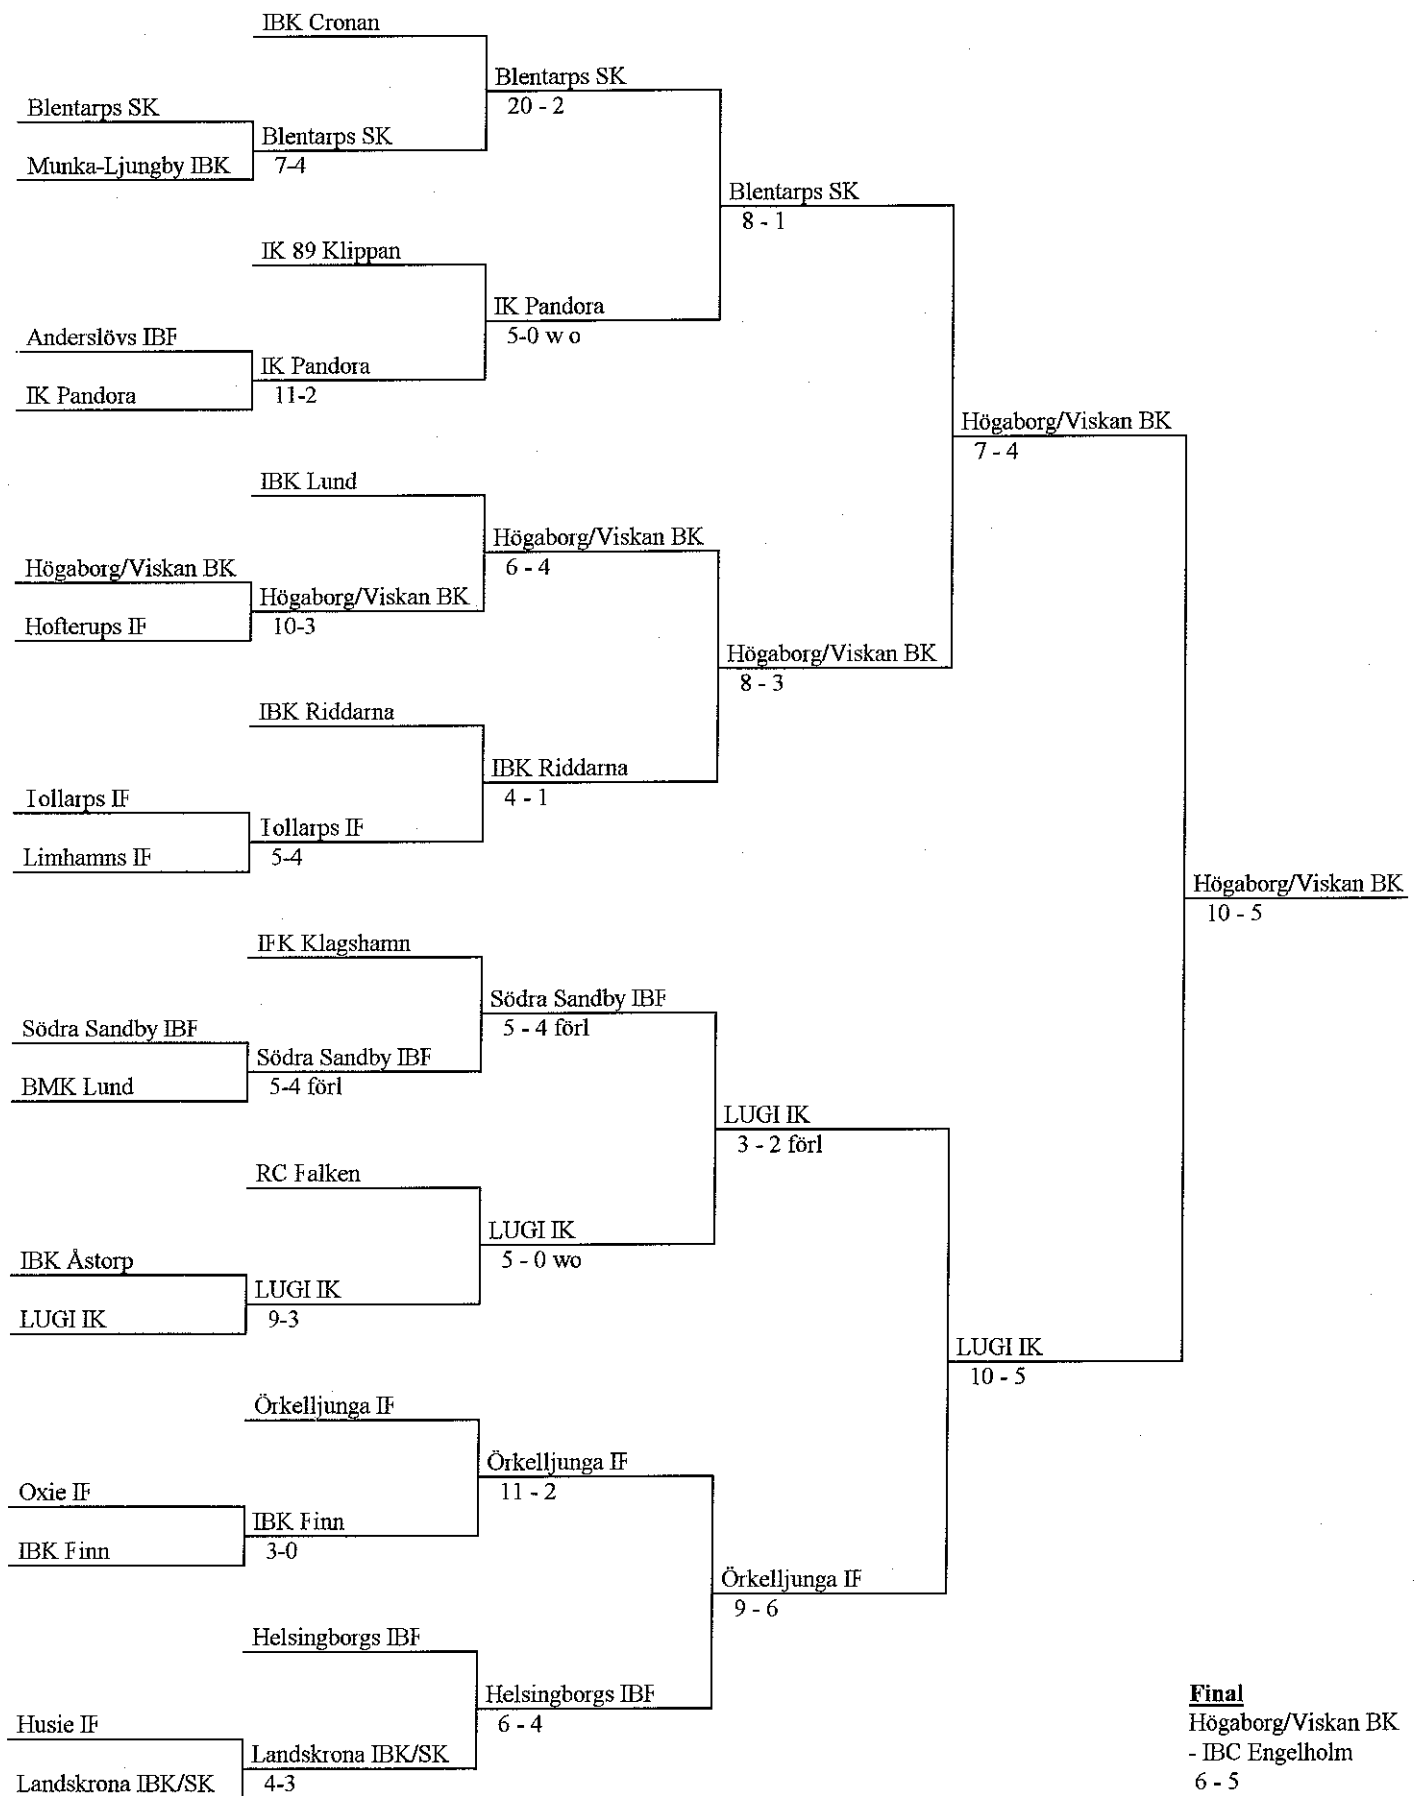 IBK Cronan
Blentarps SK
20 - 2
Blentarps SK
Blentarps SK
7-4
Munka-Ljungby IBK
Blentarps SK
8 - 1
IK 89 Klippan
IK Pandora
5-0 w o
Anderslövs IBF
IK Pandora
11-2
IK Pandora
Högaborg/Viskan BK
7 - 4
IBK Lund
Högaborg/Viskan BK
6 - 4
Högaborg/Viskan BK
Högaborg/Viskan BK
10-3
Hofterups IF
Högaborg/Viskan BK
8 - 3
IBK Riddarna
IBK Riddarna
4 - 1
Tollarps IF
Tollarps IF
5-4
Limhamns IF
Högaborg/Viskan BK
10 - 5
IFK Klagshamn
Södra Sandby IBF
5 - 4 förl
Södra Sandby IBF
Södra Sandby IBF
5-4 förl
BMK Lund
LUGI IK
3 - 2 förl
RC Falken
LUGI IK
5 - 0 wo
IBK Åstorp
LUGI IK
9-3
LUGI IK
LUGI IK
10 - 5
Örkelljunga IF
Örkelljunga IF
11 - 2
Oxie IF
IBK Finn
3-0
IBK Finn
Örkelljunga IF
9 - 6
Helsingborgs IBF
Helsingborgs IBF
6 - 4
Husie IF
Landskrona IBK/SK
4-3
Landskrona IBK/SK
Final
Högaborg/Viskan BK
- IBC Engelholm
6 - 5